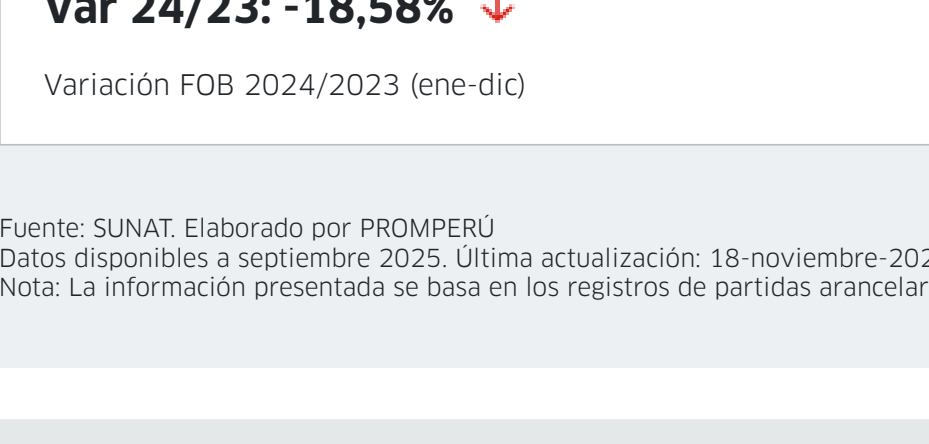 Var 24/23: -18,58%
Variación FOB 2024/2023 (ene-dic)
Fuente: SUNAT. Elaborado por PROMPERÚ
Datos disponibles a septiembre 2025. Última actualización: 18-noviembre-202
Nota: La información presentada se basa en los registros de partidas arancelar